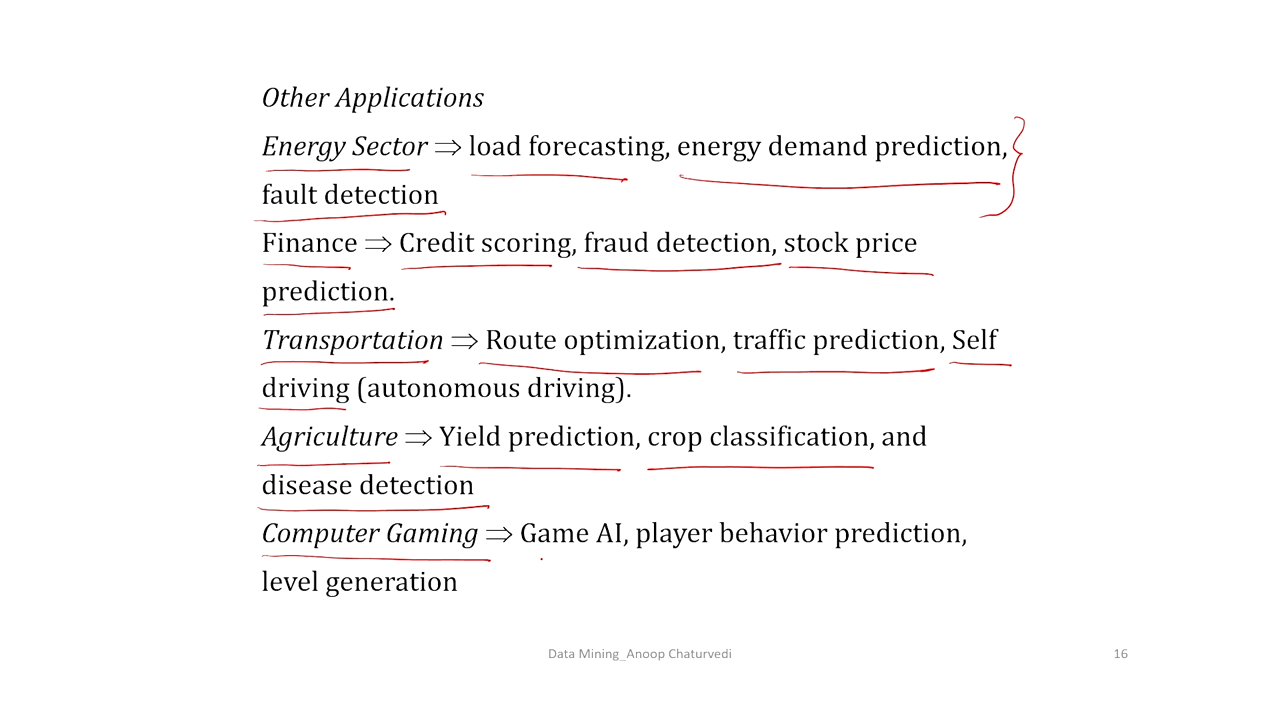 Other Applications
Energy Sector ⇒ load forecasting, energy demand prediction,
fault detection
Finance ⇒ Credit scoring, fraud detection, stock price
prediction.
Transportation ⇒ Route optimization, traffic prediction, Self
driving (autonomous driving).
Agriculture ⇒ Yield prediction, crop classification, and
disease detection
Computer Gaming ⇒ Game AI, player behavior prediction,
level generation
Data Mining_Anoop Chaturvedi
16